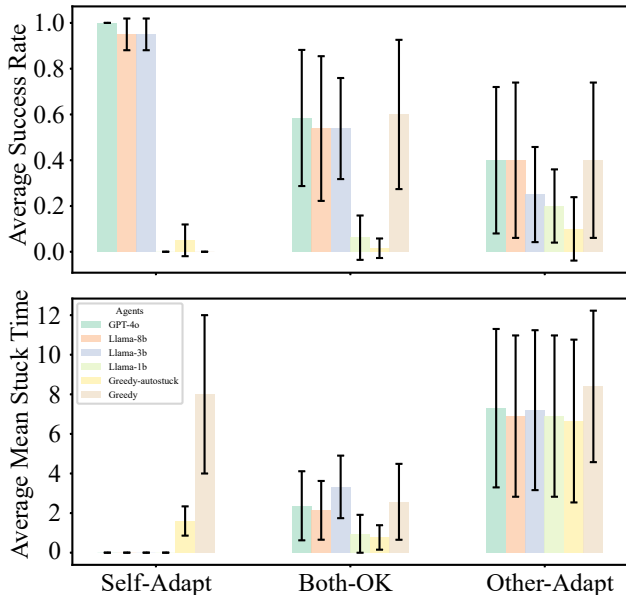 Average Success Rate
1.0
0.8
0.6
0.4
0.2
0.0
Average Mean Stuck Time
12
10
8
6
4
2
0
Agents
GPT-4o
Llama-8b
Llama-3b
Llama-1b
Greedy-autostuck
Greedy
Self-Adapt
Both-OK
Other-Adapt